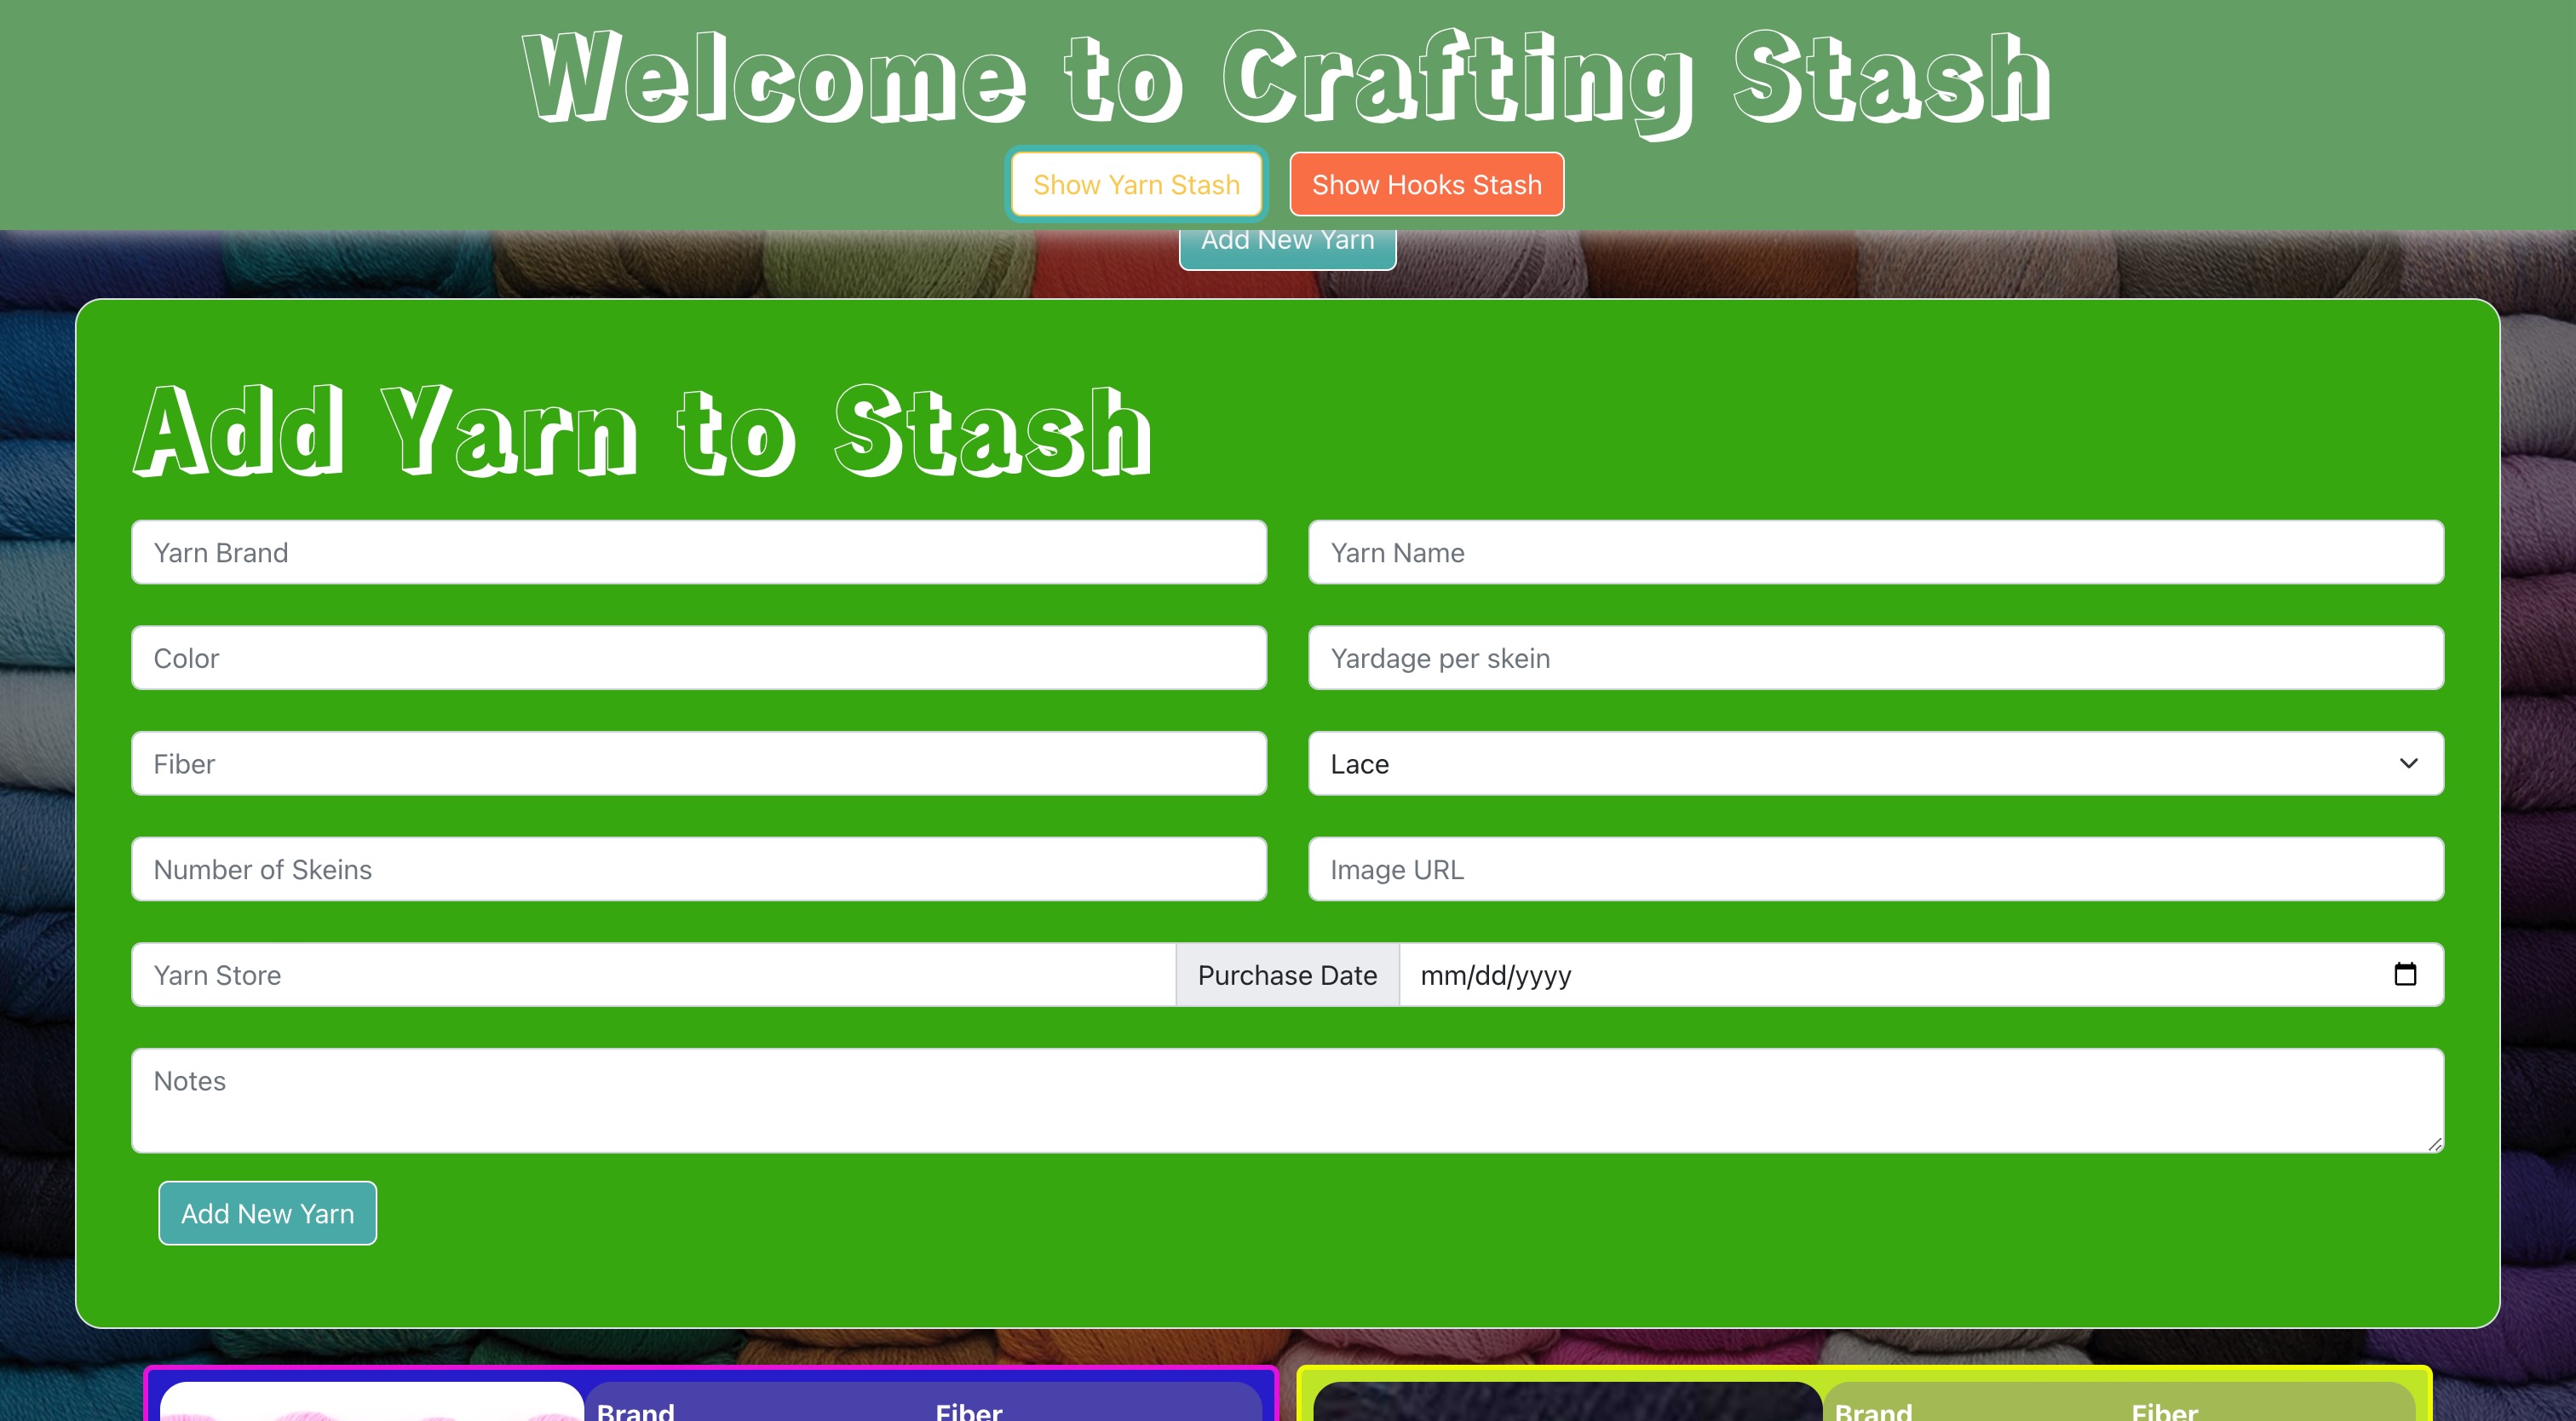 Welcome to Crafting Stash
Show Yarn Stash Show Hooks Stash
Add New Yarn
Add Yarn to Stash
Yarn Brand Yarn Name
Color Yardage per skein
Fiber Lace
Number of Skeins Image URL
Yarn Store Purchase Date mm/dd/yyyy
Notes
Add New Yarn
Brand Fiber Brand Fiber